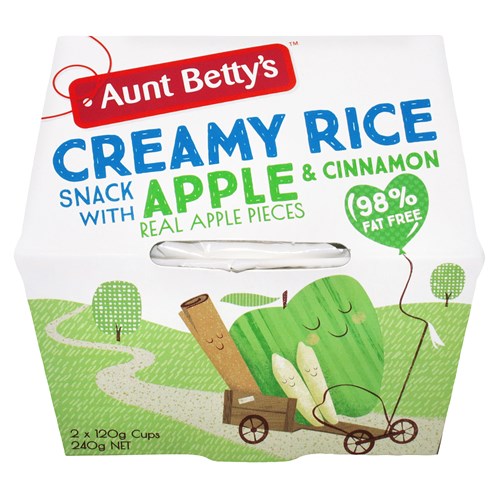 Aunt Betty's™
CREAMY RICE
SNACK WITH APPLE & CINNAMON
REAL APPLE PIECES
98% FAT FREE
2 x 120g Cups
240g NET